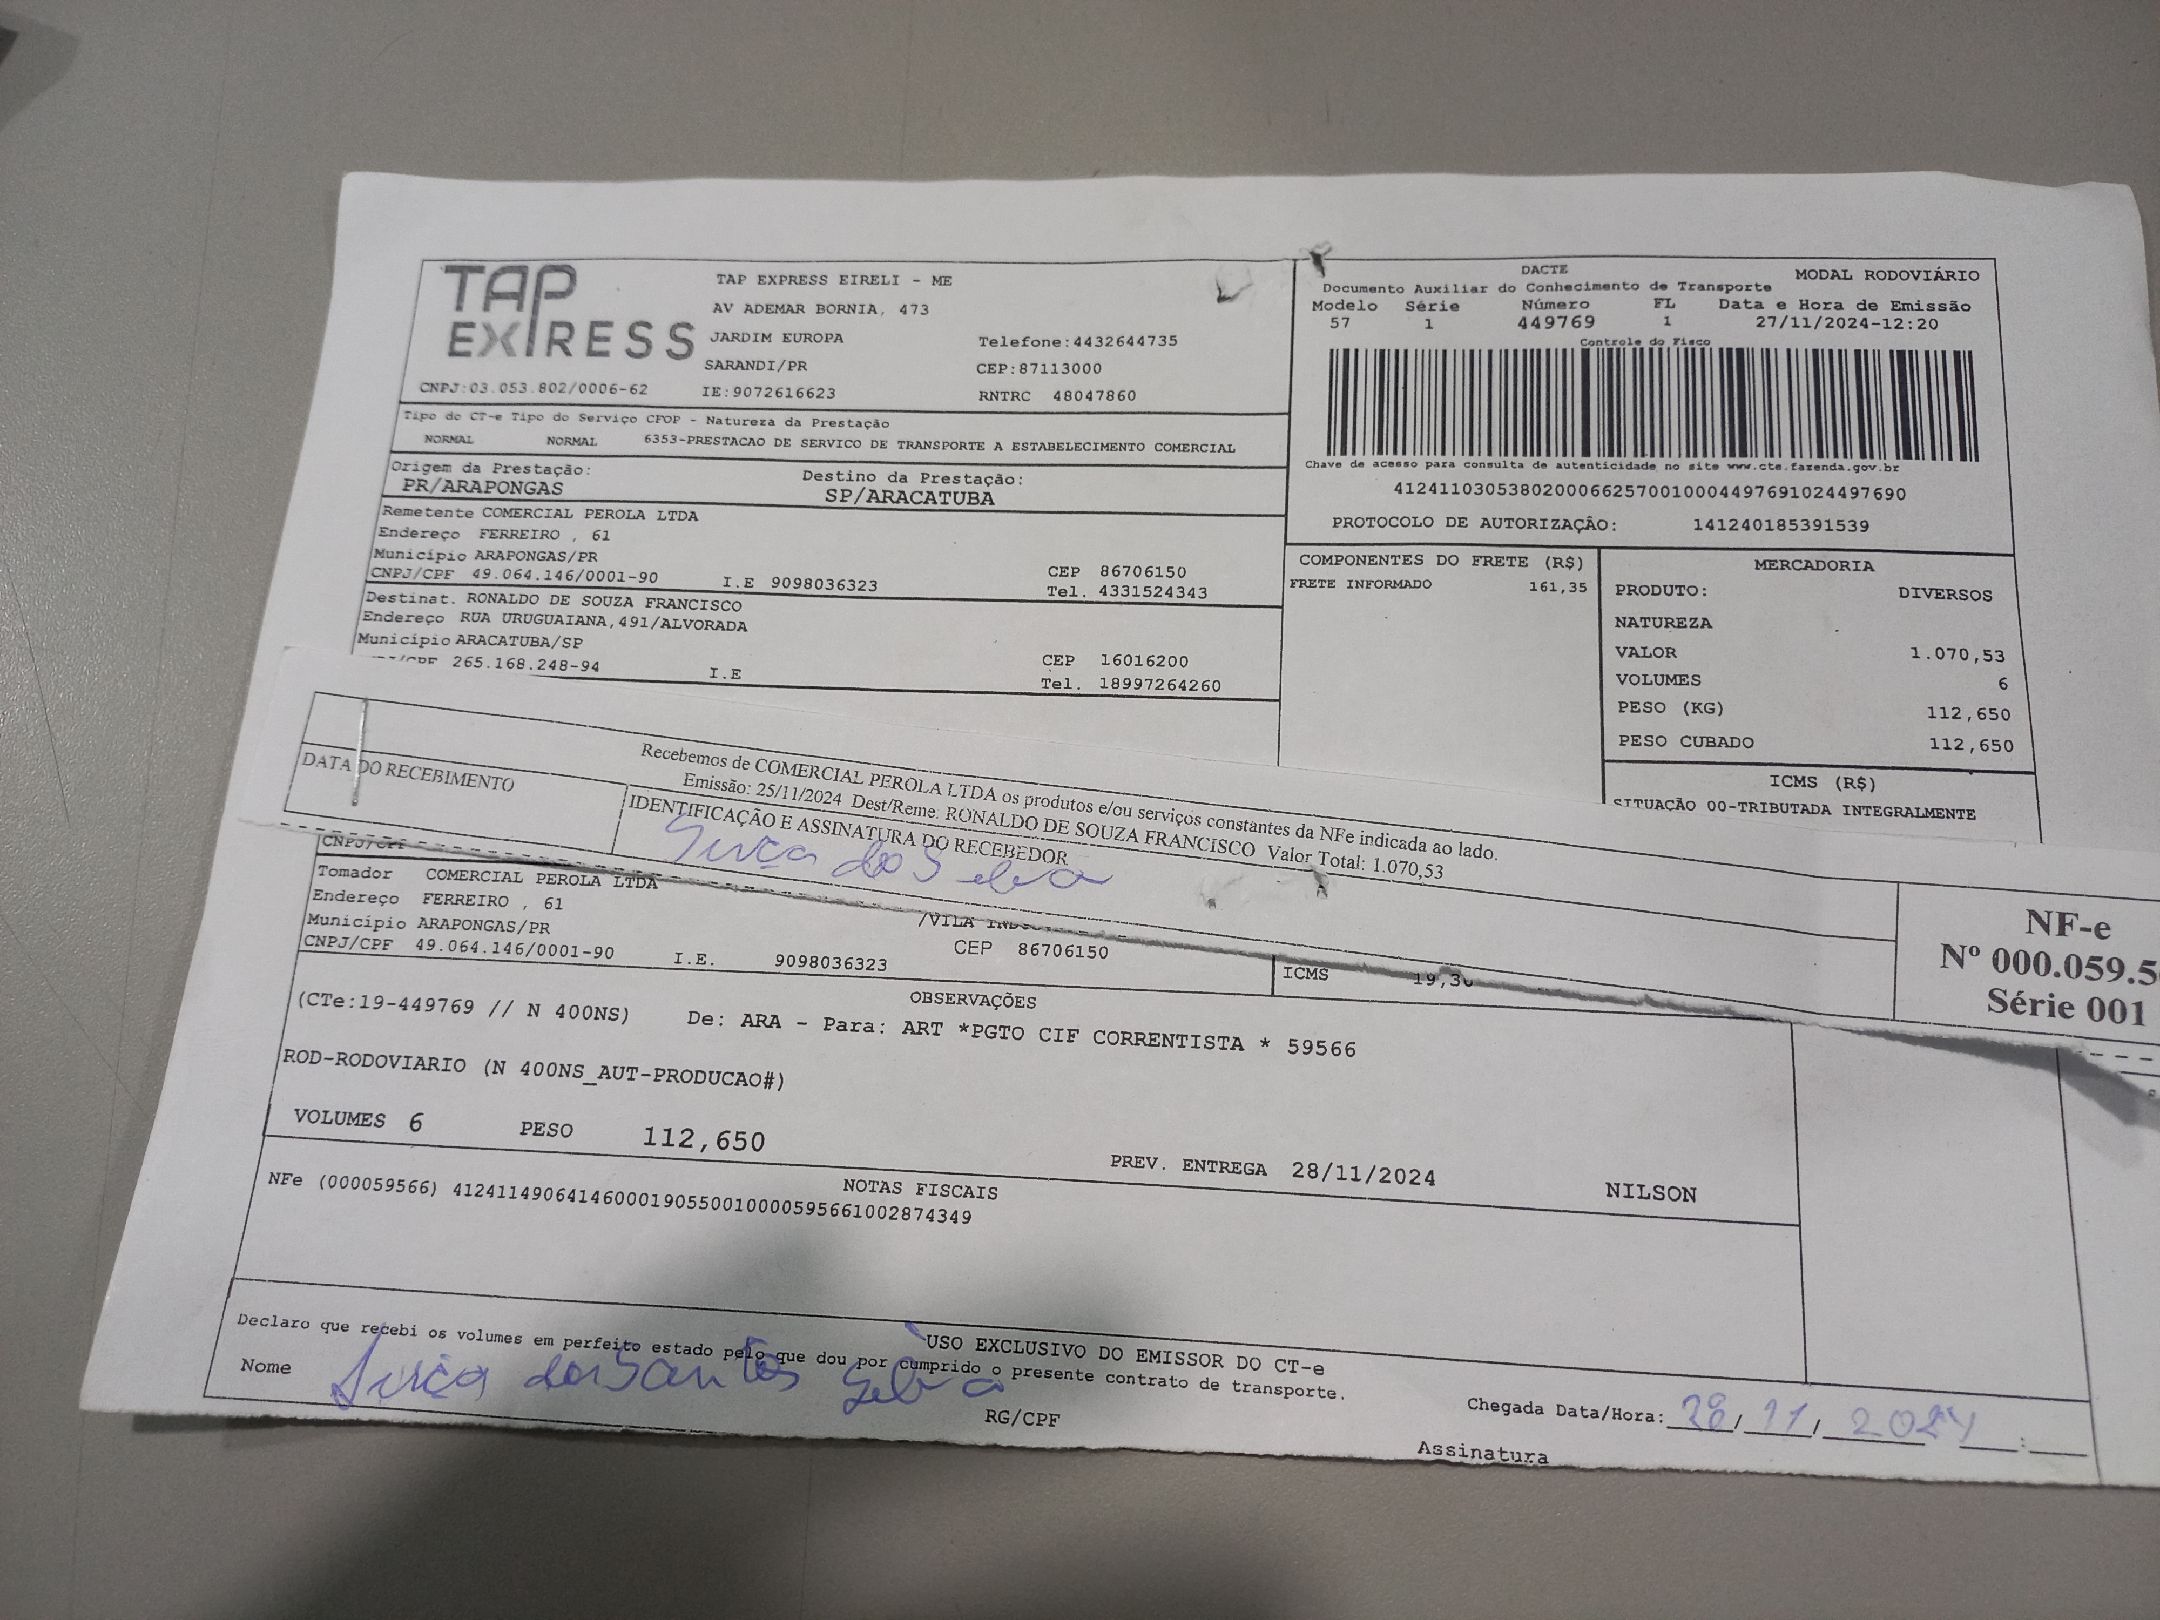 TAP EXPRESS
TAP EXPRESS EIRELI - ME
AV ADEMAR BORNIA, 473
JARDIM EUROPA
Telefone:4432644735
SARANDI/PR
CEP:87113000
CNPJ:03.053.802/0006-62
IE:9072616623
RNTRC 48047860
DACTE
MODAL RODOVIÁRIO
Documento Auxiliar do Conhecimento de Transporte
Modelo Série Número FL Data e Hora de Emissão
57 1 449769 1 27/11/2024-12:20
Controle do Fisco
Chave de acesso para consulta de autenticidade no site www.cte.fazenda.gov.br
41241103053802000662570010004497691024497690
PROTOCOLO DE AUTORIZAÇÃO: 141240185391539
Tipo do CT-e Tipo do Serviço CFOP - Natureza da Prestação
NORMAL NORMAL 6353-PRESTACAO DE SERVICO DE TRANSPORTE A ESTABELECIMENTO COMERCIAL
Origem da Prestação: Destino da Prestação:
PR/ARAPONGAS SP/ARACATUBA
Remetente COMERCIAL PEROLA LTDA
Endereço FERREIRO , 61
Município ARAPONGAS/PR
CEP 86706150
CNPJ/CPF 49.064.146/0001-90 I.E 9098036323 Tel. 4331524343
Destinat. RONALDO DE SOUZA FRANCISCO
Endereço RUA URUGUAIANA,491/ALVORADA
Município ARACATUBA/SP
CEP 16016200
/CPF 265.168.248-94 I.E Tel. 18997264260
COMPONENTES DO FRETE (R$)
FRETE INFORMADO 161,35
MERCADORIA
PRODUTO: DIVERSOS
NATUREZA
VALOR 1.070,53
VOLUMES 6
PESO (KG) 112,650
PESO CUBADO 112,650
ICMS (R$)
SITUAÇÃO 00-TRIBUTADA INTEGRALMENTE
Recebemos de COMERCIAL PEROLA LTDA os produtos e/ou serviços constantes da NFe indicada ao lado.
Emissão: 25/11/2024 Dest/Reme: RONALDO DE SOUZA FRANCISCO Valor Total: 1.070,53
DATA DO RECEBIMENTO
IDENTIFICAÇÃO E ASSINATURA DO RECEBEDOR
NF-e
Nº 000.059.5
Série 001
CNPJ/CPF
Tomador COMERCIAL PEROLA LTDA
Endereço FERREIRO , 61
/VILA
Município ARAPONGAS/PR
CEP 86706150
CNPJ/CPF 49.064.146/0001-90 I.E. 9098036323
ICMS 19,3
OBSERVAÇÕES
(CTe:19-449769 // N 400NS) De: ARA - Para: ART *PGTO CIF CORRENTISTA * 59566
ROD-RODOVIARIO (N 400NS_AUT-PRODUCAO#)
VOLUMES 6 PESO 112,650
PREV. ENTREGA 28/11/2024 NILSON
NOTAS FISCAIS
NFe (000059566) 41241149064146000190550010000595661002874349
USO EXCLUSIVO DO EMISSOR DO CT-e
Declaro que recebi os volumes em perfeito estado pelo que dou por cumprido o presente contrato de transporte.
Nome
RG/CPF
Chegada Data/Hora: 28/11/2024 :
Assinatura